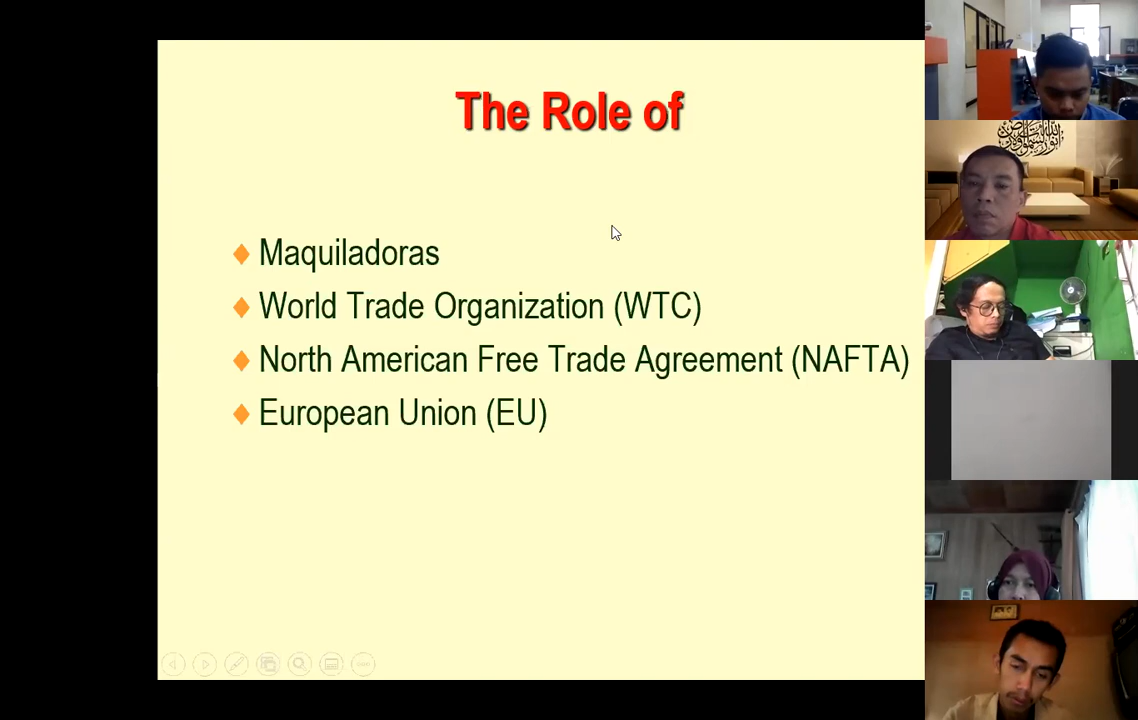 The Role of
Maquiladoras
World Trade Organization (WTC)
North American Free Trade Agreement (NAFTA)
European Union (EU)